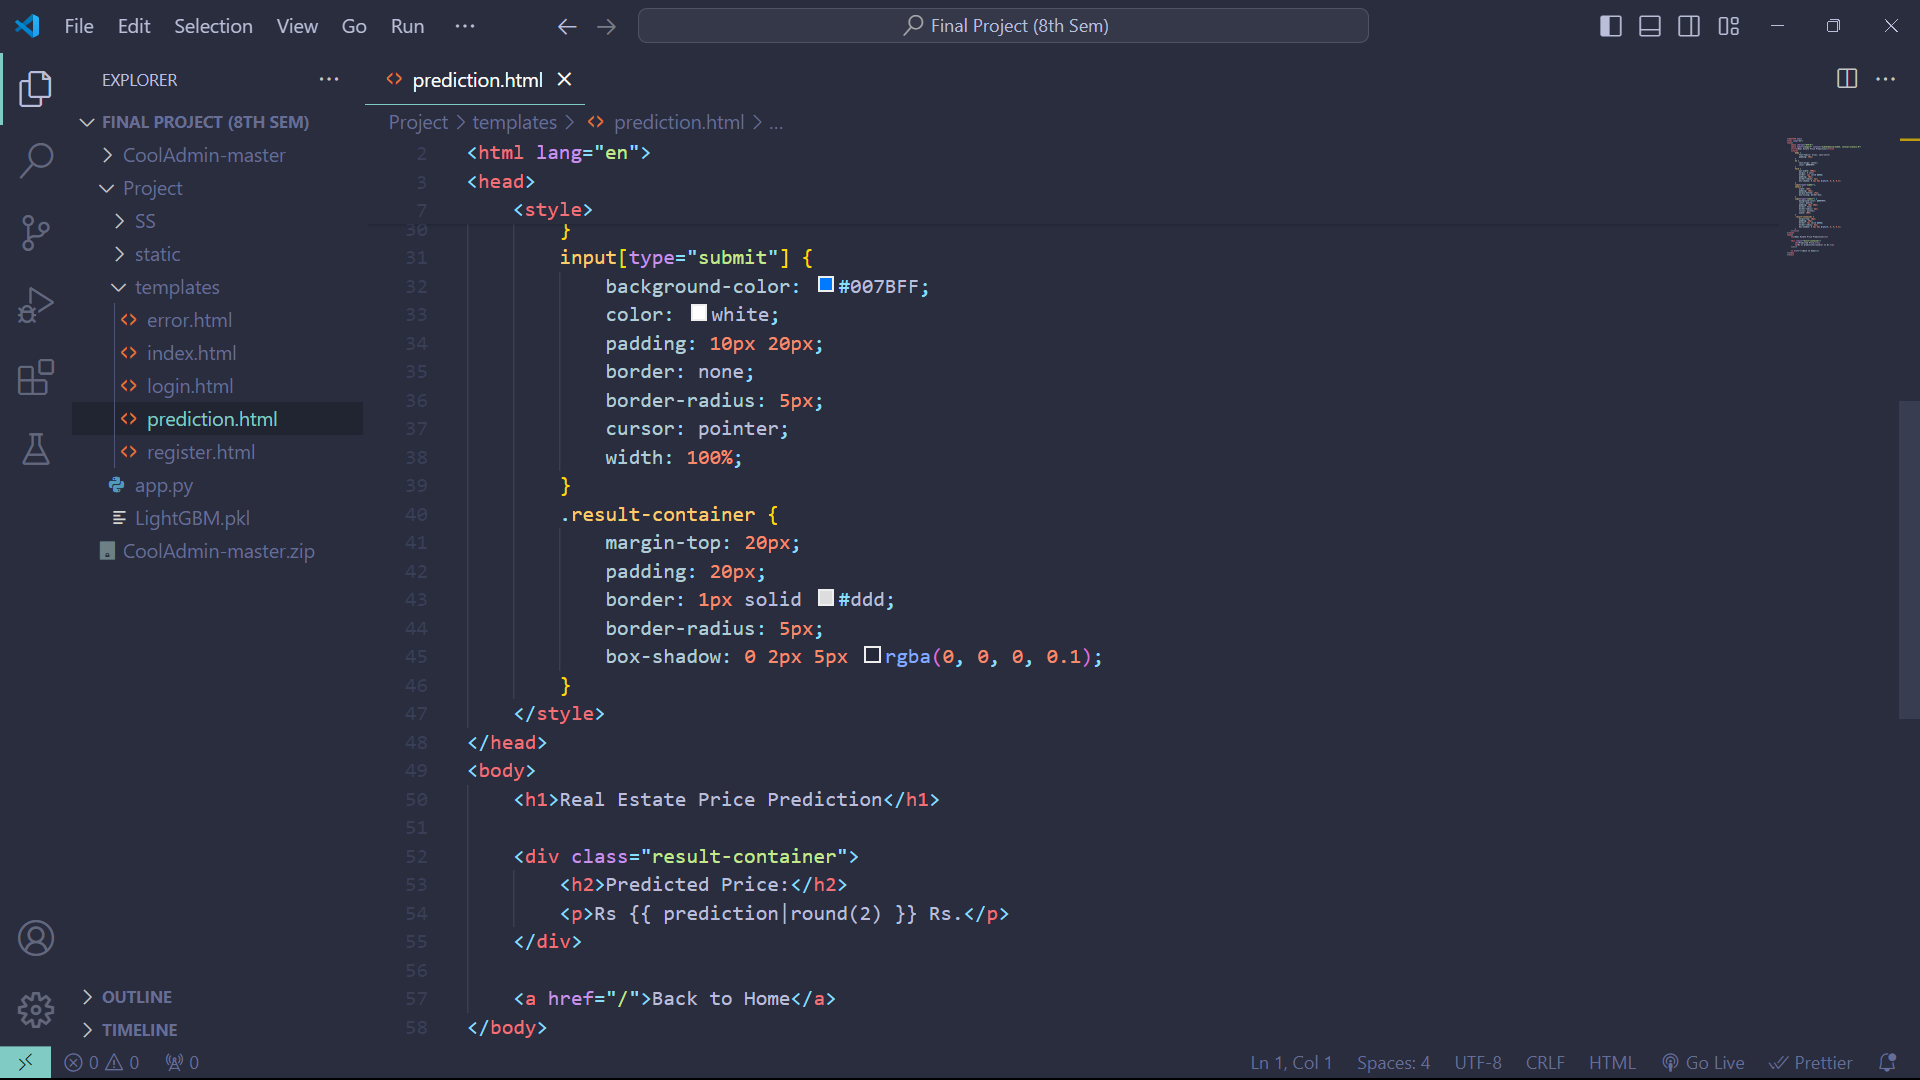 File Edit Selection View Go Run ···
Final Project (8th Sem)
EXPLORER ···
FINAL PROJECT (8TH SEM)
CoolAdmin-master
Project
SS
static
templates
error.html
index.html
login.html
prediction.html
register.html
app.py
LightGBM.pkl
CoolAdmin-master.zip
OUTLINE
TIMELINE
prediction.html
Project > templates > prediction.html > ...
2 <html lang="en">
3 <head>
7 <style>
30 }
31 input[type="submit"] {
32 background-color: #007BFF;
33 color: white;
34 padding: 10px 20px;
35 border: none;
36 border-radius: 5px;
37 cursor: pointer;
38 width: 100%;
39 }
40 .result-container {
41 margin-top: 20px;
42 padding: 20px;
43 border: 1px solid #ddd;
44 border-radius: 5px;
45 box-shadow: 0 2px 5px rgba(0, 0, 0, 0.1);
46 }
47 </style>
48 </head>
49 <body>
50 <h1>Real Estate Price Prediction</h1>
51
52 <div class="result-container">
53 <h2>Predicted Price:</h2>
54 <p>Rs {{ prediction|round(2) }} Rs.</p>
55 </div>
56
57 <a href="/">Back to Home</a>
58 </body>
0 0 0 Ln 1, Col 1 Spaces: 4 UTF-8 CRLF HTML Go Live Prettier